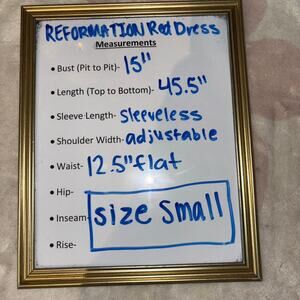 REFORMATION Red Dress
Measurements
• Bust (Pit to Pit)- 15"
• Length (Top to Bottom)- 45.5"
• Sleeve Length- Sleeveless
• Shoulder Width- adjustable
• Waist- 12.5" flat
• Hip-
• Inseam- size Small
• Rise-